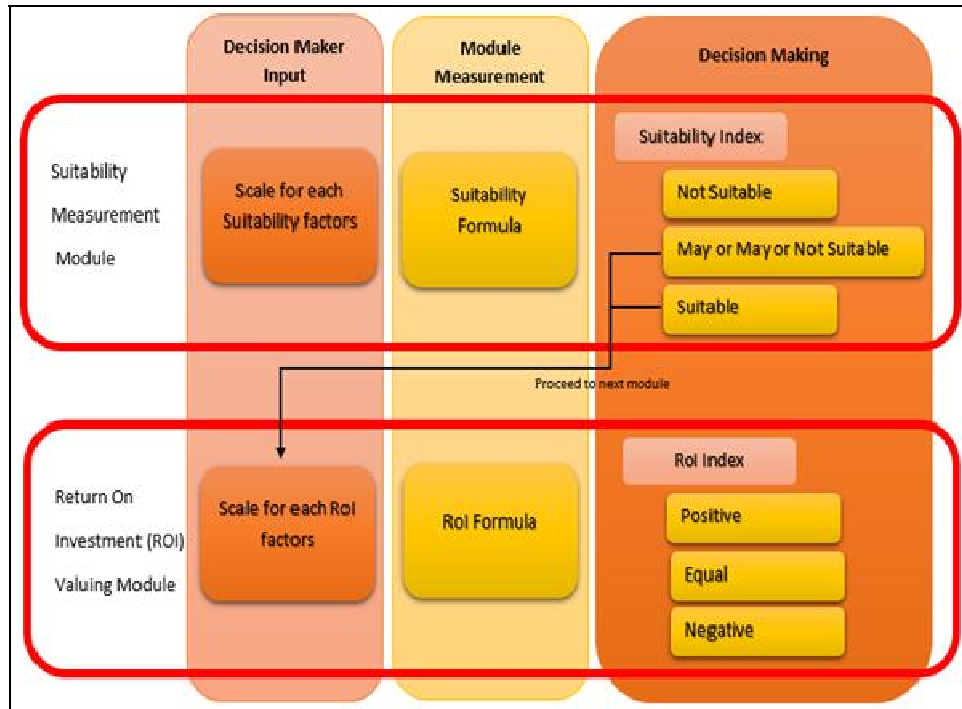 Decision Maker
Input
Module
Measurement
Decision Making
Suitability
Measurement
Module
Scale for each
Suitability factors
Suitability
Formula
Suitability Index
Not Suitable
May or May or Not Suitable
Suitable
Proceed to next module
Return On
Investment (ROI)
Valuing Module
Scale for each RoI
factors
RoI Formula
RoI Index
Positive
Equal
Negative